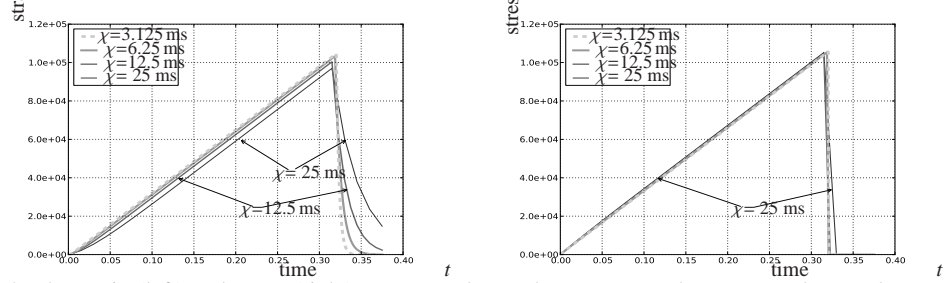 stre
1.2e+05
1.0e+05
8.0e+04
6.0e+04
4.0e+04
2.0e+04
0.0e+00
χ=3.125 ms
χ=6.25 ms
χ=12.5 ms
χ= 25 ms
χ= 25 ms
χ=12.5 ms
0.00 0.05 0.10 0.15 0.20 0.25 0.30 0.35 0.40
time t
stres
1.2e+05
1.0e+05
8.0e+04
6.0e+04
4.0e+04
2.0e+04
0.0e+00
χ=3.125 ms
χ=6.25 ms
χ=12.5 ms
χ= 25 ms
χ= 25 ms
0.00 0.05 0.10 0.15 0.20 0.25 0.30 0.35 0.40
time t